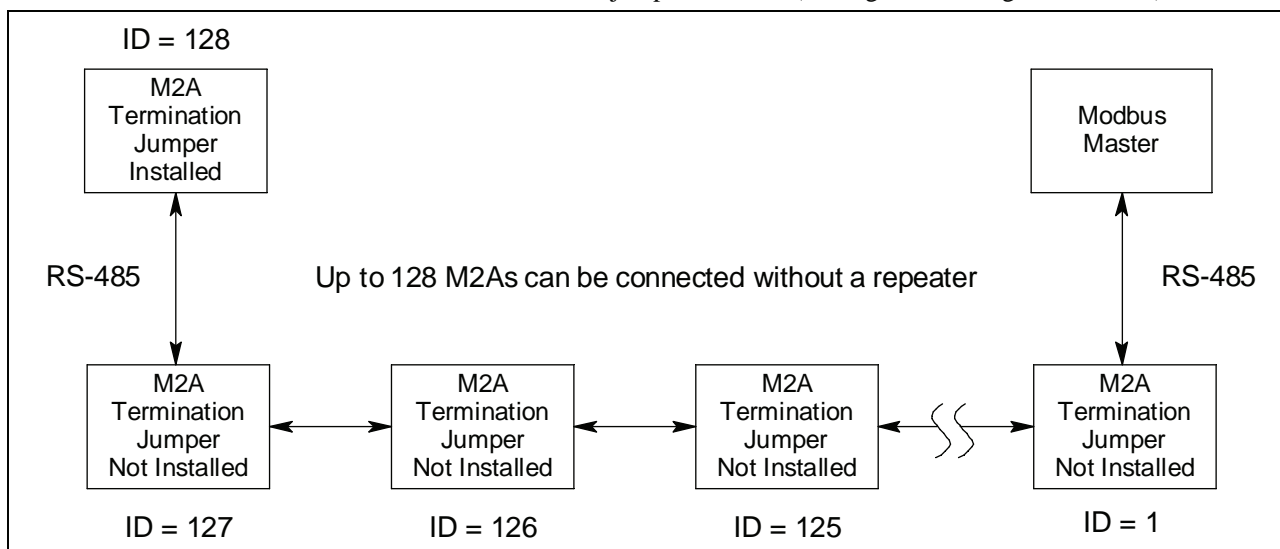 ID = 128
M2A
Termination
Jumper
Installed
Modbus
Master
RS-485
Up to 128 M2As can be connected without a repeater
RS-485
M2A
Termination
Jumper
Not Installed
M2A
Termination
Jumper
Not Installed
M2A
Termination
Jumper
Not Installed
M2A
Termination
Jumper
Not Installed
ID = 127
ID = 126
ID = 125
ID = 1